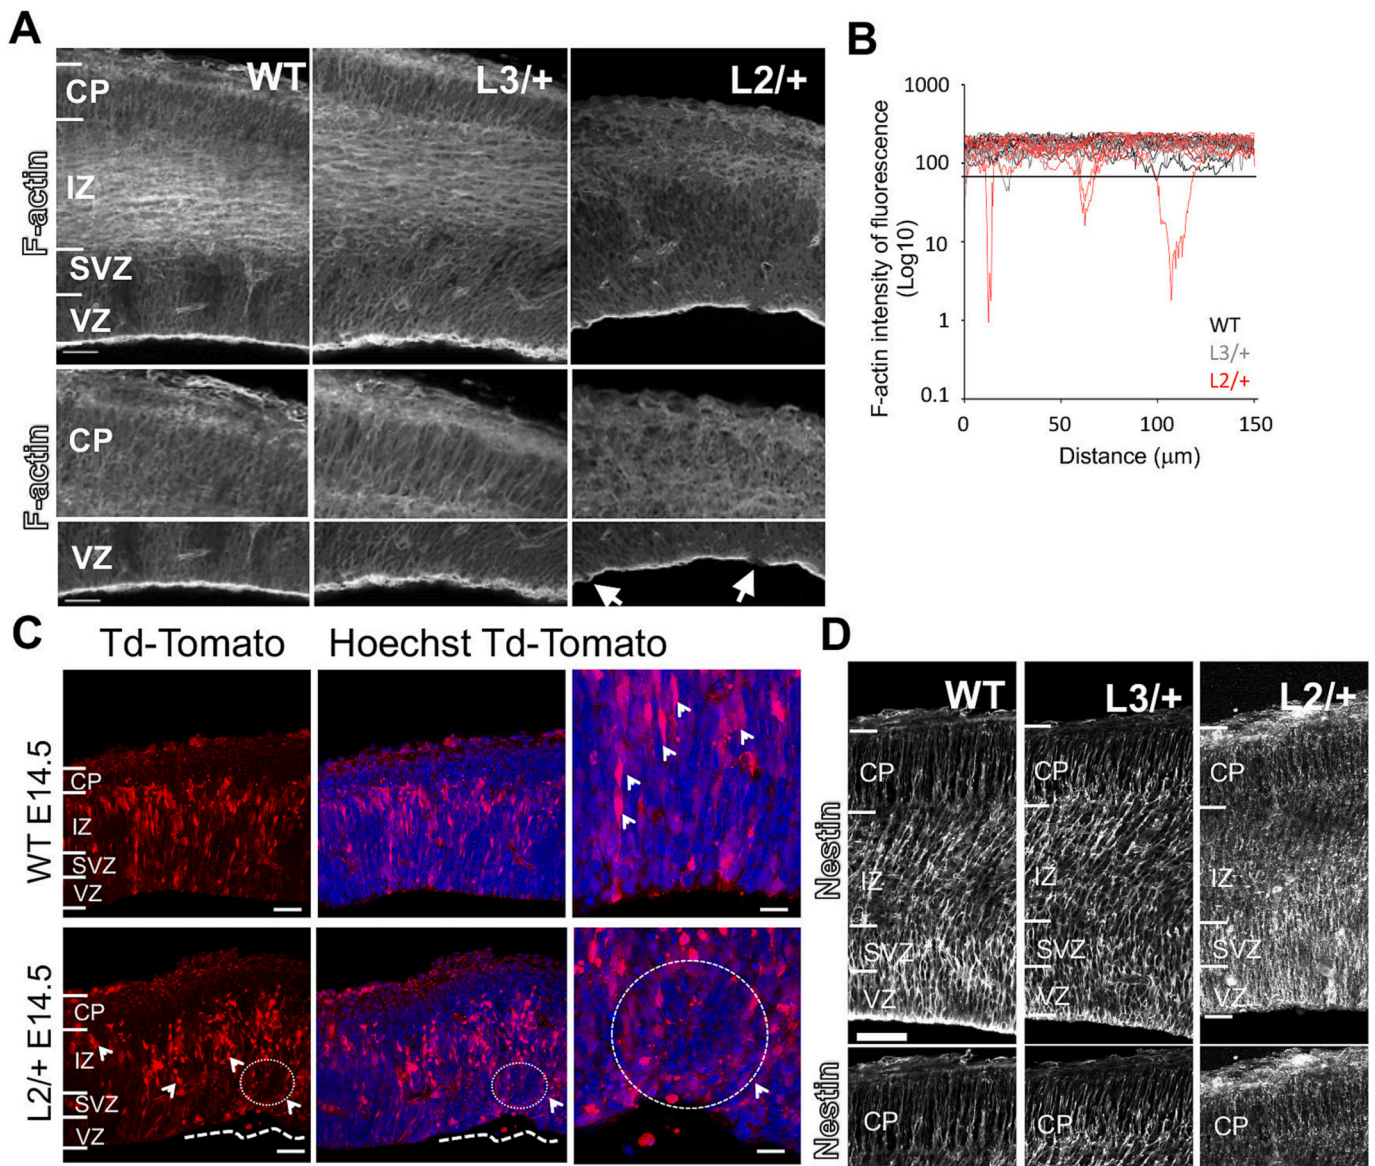 A
WT
L3/+
L2/+
F-actin
CP
IZ
SVZ
VZ
F-actin
CP
VZ
B
F-actin intensity of fluorescence
(Log10)
1000
100
10
1
0.1
0
50
100
150
Distance (μm)
WT
L3/+
L2/+
C
Td-Tomato
Hoechst Td-Tomato
WT E14.5
CP
IZ
SVZ
VZ
L2/+ E14.5
CP
IZ
SVZ
VZ
D
WT
L3/+
L2/+
Nestin
CP
CP
CP
IZ
IZ
IZ
SVZ
SVZ
SVZ
VZ
VZ
VZ
Nestin
CP
CP
CP